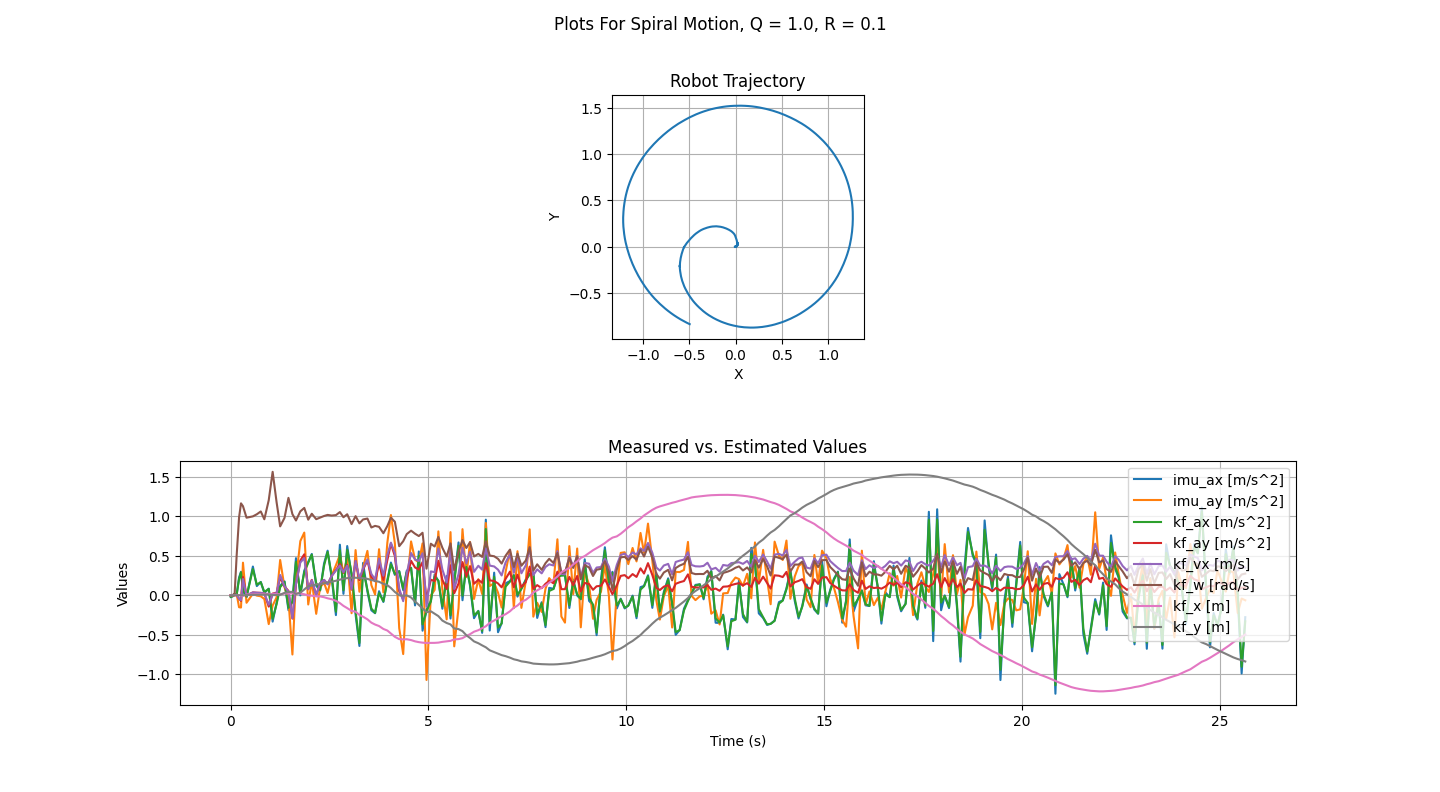 Plots For Spiral Motion, Q = 1.0, R = 0.1
Robot Trajectory
1.5
1.0
0.5
0.0
−0.5
Y
−1.0 −0.5 0.0 0.5 1.0
X
Measured vs. Estimated Values
1.5
1.0
0.5
0.0
−0.5
−1.0
Values
imu_ax [m/s^2]
imu_ay [m/s^2]
kf_ax [m/s^2]
kf_ay [m/s^2]
kf_vx [m/s]
kf_w [rad/s]
kf_x [m]
kf_y [m]
0 5 10 15 20 25
Time (s)